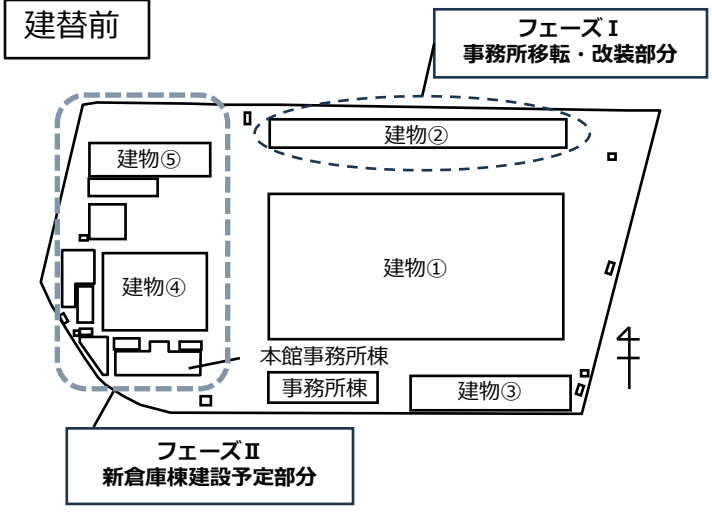 建替前
フェーズⅠ
事務所移転・改装部分
建物②
建物⑤
建物①
建物④
本館事務所棟
事務所棟
建物③
フェーズⅡ
新倉庫棟建設予定部分